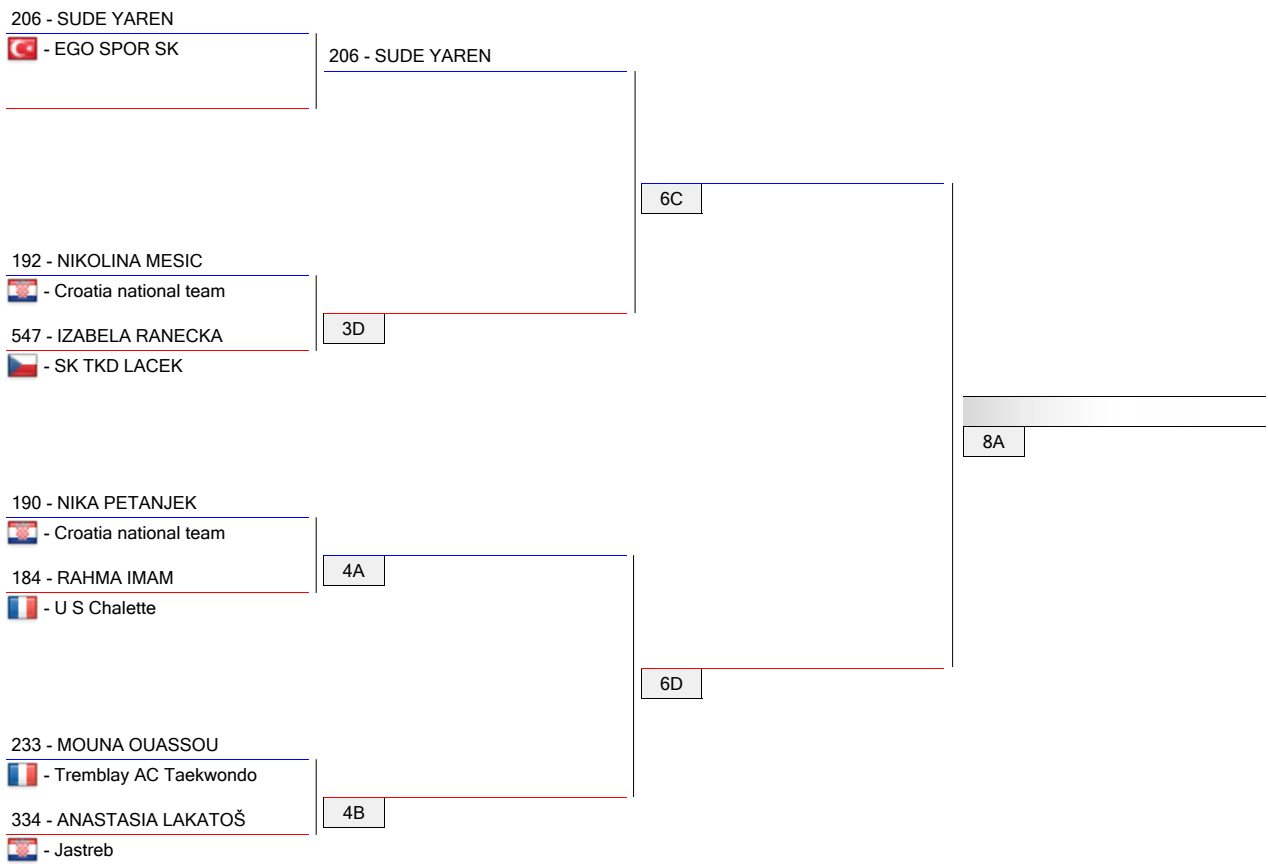 206 - SUDE YAREN
- EGO SPOR SK
206 - SUDE YAREN
6C
192 - NIKOLINA MESIC
- Croatia national team
547 - IZABELA RANECKA
3D
- SK TKD LACEK
8A
190 - NIKA PETANJEK
- Croatia national team
184 - RAHMA IMAM
4A
- U S Chalette
6D
233 - MOUNA OUASSOU
- Tremblay AC Taekwondo
334 - ANASTASIA LAKATOŠ
4B
- Jastreb